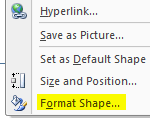 Hyperlink...
Save as Picture...
Set as Default Shape
Size and Position...
Format Shape...